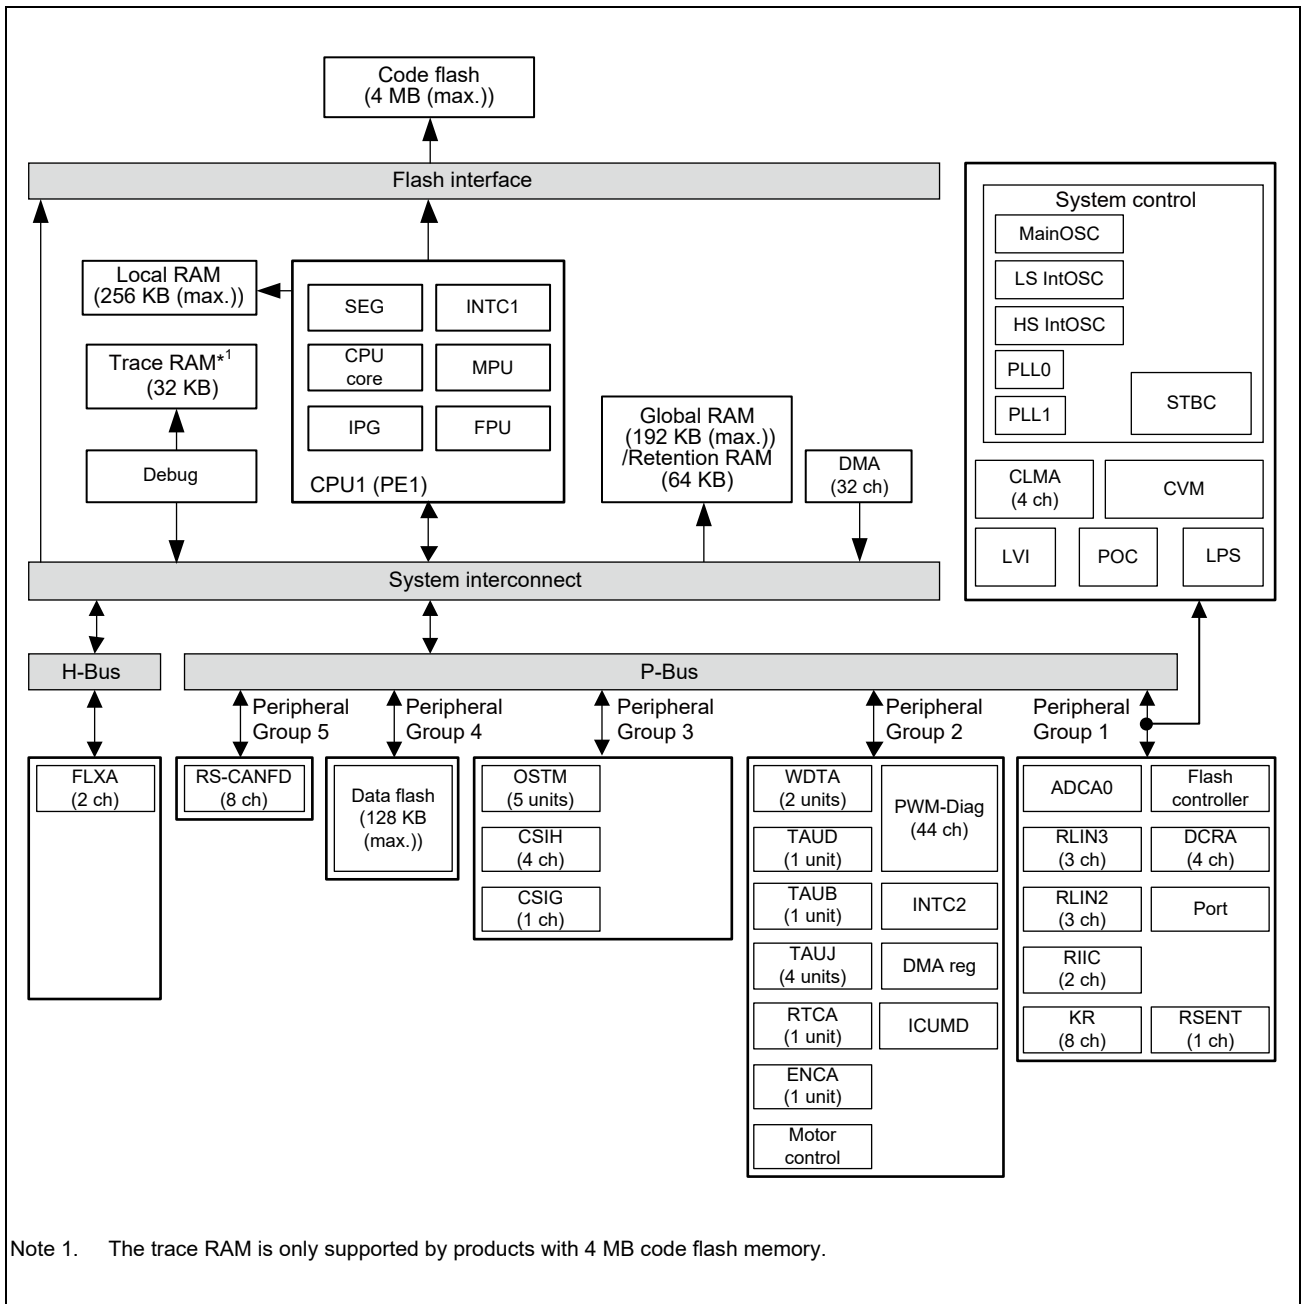 Code flash
(4 MB (max.))
Flash interface
Local RAM
(256 KB (max.))
Trace RAM*1
(32 KB)
Debug
SEG
INTC1
CPU
core
MPU
IPG
FPU
CPU1 (PE1)
Global RAM
(192 KB (max.))
/Retention RAM
(64 KB)
DMA
(32 ch)
System control
MainOSC
LS IntOSC
HS IntOSC
PLL0
PLL1
STBC
CLMA
(4 ch)
CVM
LVI
POC
LPS
System interconnect
H-Bus
P-Bus
Peripheral
Group 5
Peripheral
Group 4
Peripheral
Group 3
Peripheral
Group 2
Peripheral
Group 1
FLXA
(2 ch)
RS-CANFD
(8 ch)
Data flash
(128 KB
(max.))
OSTM
(5 units)
CSIH
(4 ch)
CSIG
(1 ch)
WDTA
(2 units)
TAUD
(1 unit)
TAUB
(1 unit)
TAUJ
(4 units)
RTCA
(1 unit)
ENCA
(1 unit)
Motor
control
PWM-Diag
(44 ch)
INTC2
DMA reg
ICUMD
ADCA0
RLIN3
(3 ch)
RLIN2
(3 ch)
RIIC
(2 ch)
KR
(8 ch)
Flash
controller
DCRA
(4 ch)
Port
RSENT
(1 ch)
Note 1. The trace RAM is only supported by products with 4 MB code flash memory.